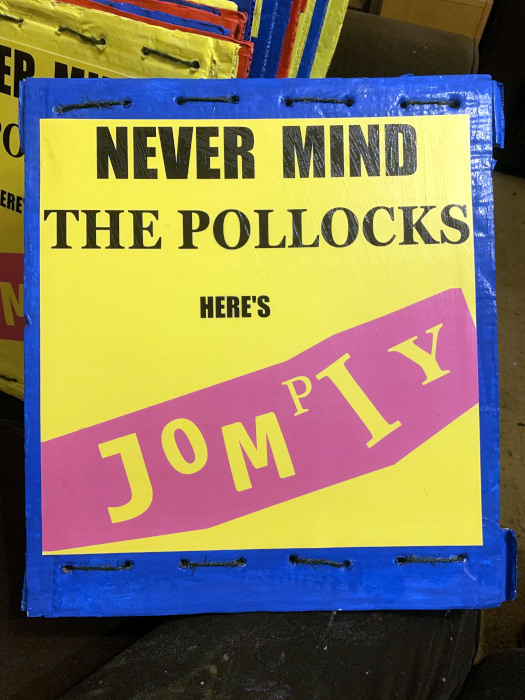 NEVER MIND
THE POLLOCKS
HERE'S
JOMPIY